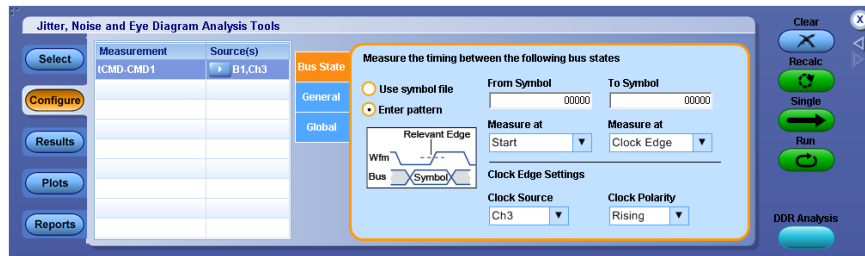 Jitter, Noise and Eye Diagram Analysis Tools
Clear
X
Select
Measurement Source(s)
tCMD-CMD1 B1,Ch3
Bus State
Measure the timing between the following bus states
Recalc
Configure
General
Use symbol file
Enter pattern
From Symbol To Symbol
00000 00000
Single
Global
Measure at Measure at
Start Clock Edge
Run
Results
Relevant Edge
Wfm
Bus Symbol
Clock Edge Settings
Plots
Clock Source Clock Polarity
Ch3 Rising
Reports
DDR Analysis